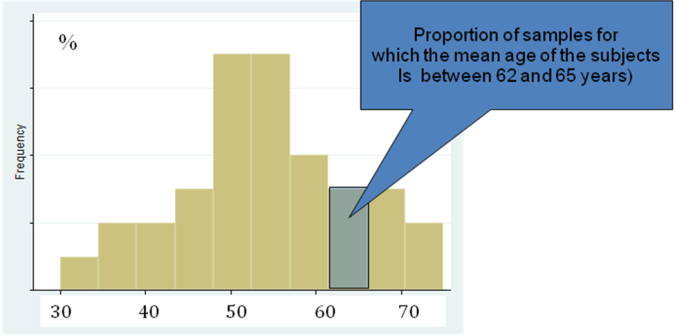 %
Proportion of samples for
which the mean age of the subjects
Is between 62 and 65 years)
Frequency
30 40 50 60 70